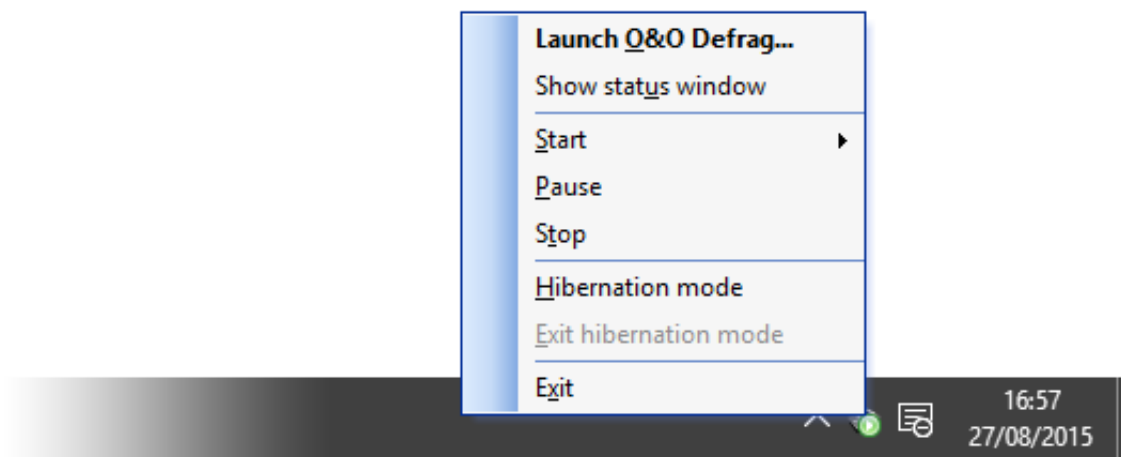 Launch O&O Defrag...
Show status window
Start
Pause
Stop
Hibernation mode
Exit hibernation mode
Exit
16:57
27/08/2015